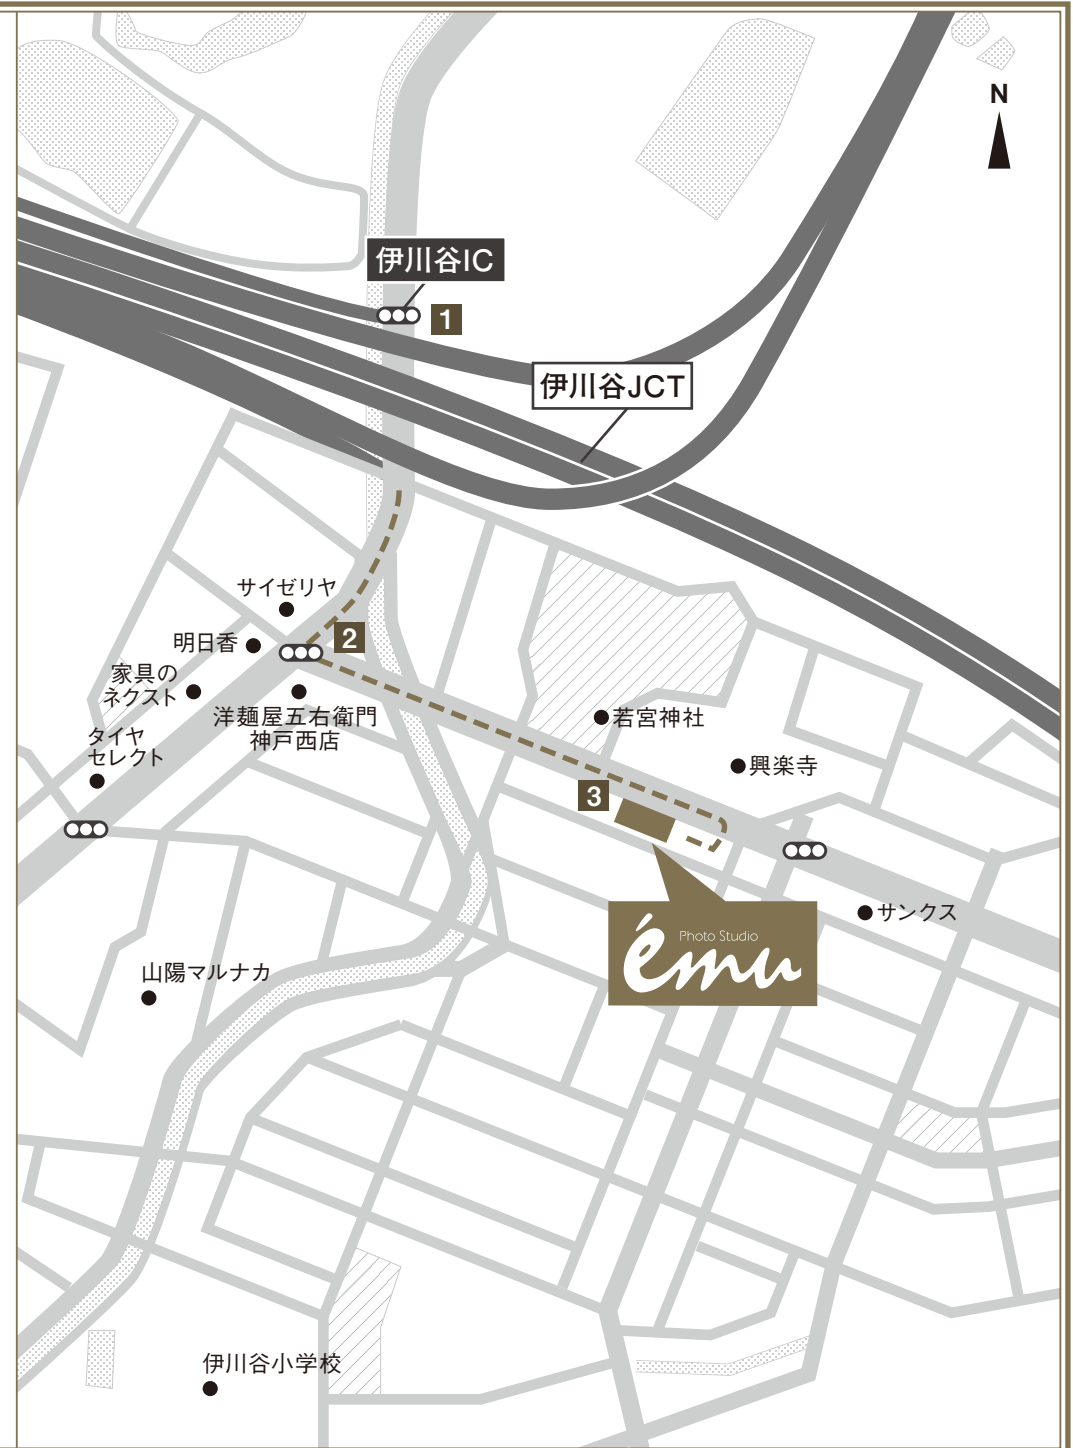 N
伊川谷IC
1
伊川谷JCT
サイゼリヤ
2
明日香
家具の
ネクスト
洋麺屋五右衛門
神戸西店
若宮神社
タイヤ
セレクト
興楽寺
3
サンクス
Photo Studio
ému
山陽マルナカ
伊川谷小学校